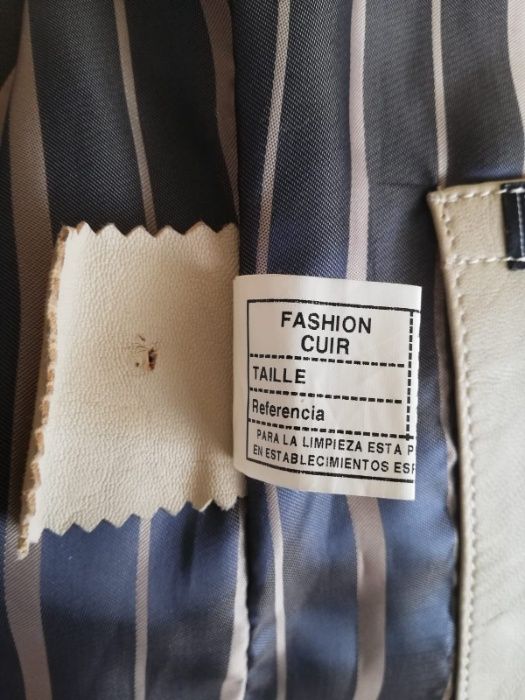 FASHION
CUIR
TAILLE
Referencia
PARA LA LIMPIEZA ESTA
EN ESTABLECIMIENTOS